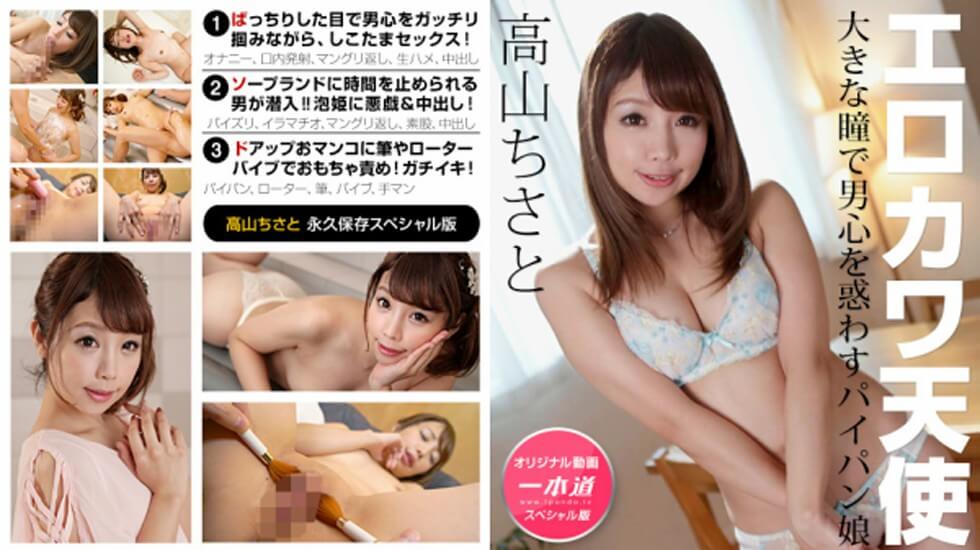 1 ばっちりした目で男心をガッチリ
掴みながら、しこたまセックス！
オナニー、口内発射、マングリ返し、生ハメ、中出し
2 ソープランドに時間を止められる
男が潜入!!泡姫に悪戯&中出し！
パイズリ、イラマチオ、マングリ返し、素股、中出し
3 ドアップおマンコに筆やローター
バイブでおもちゃ責め！ガチイキ！
パイパン、ローター、筆、バイブ、手マン
高山ちさと 永久保存スペシャル版
高山ちさと
エロカワ天使
大きな瞳で男心を惑わすパイパン娘
オリジナル動画
一本道
www.1pondo.tv
スペシャル版